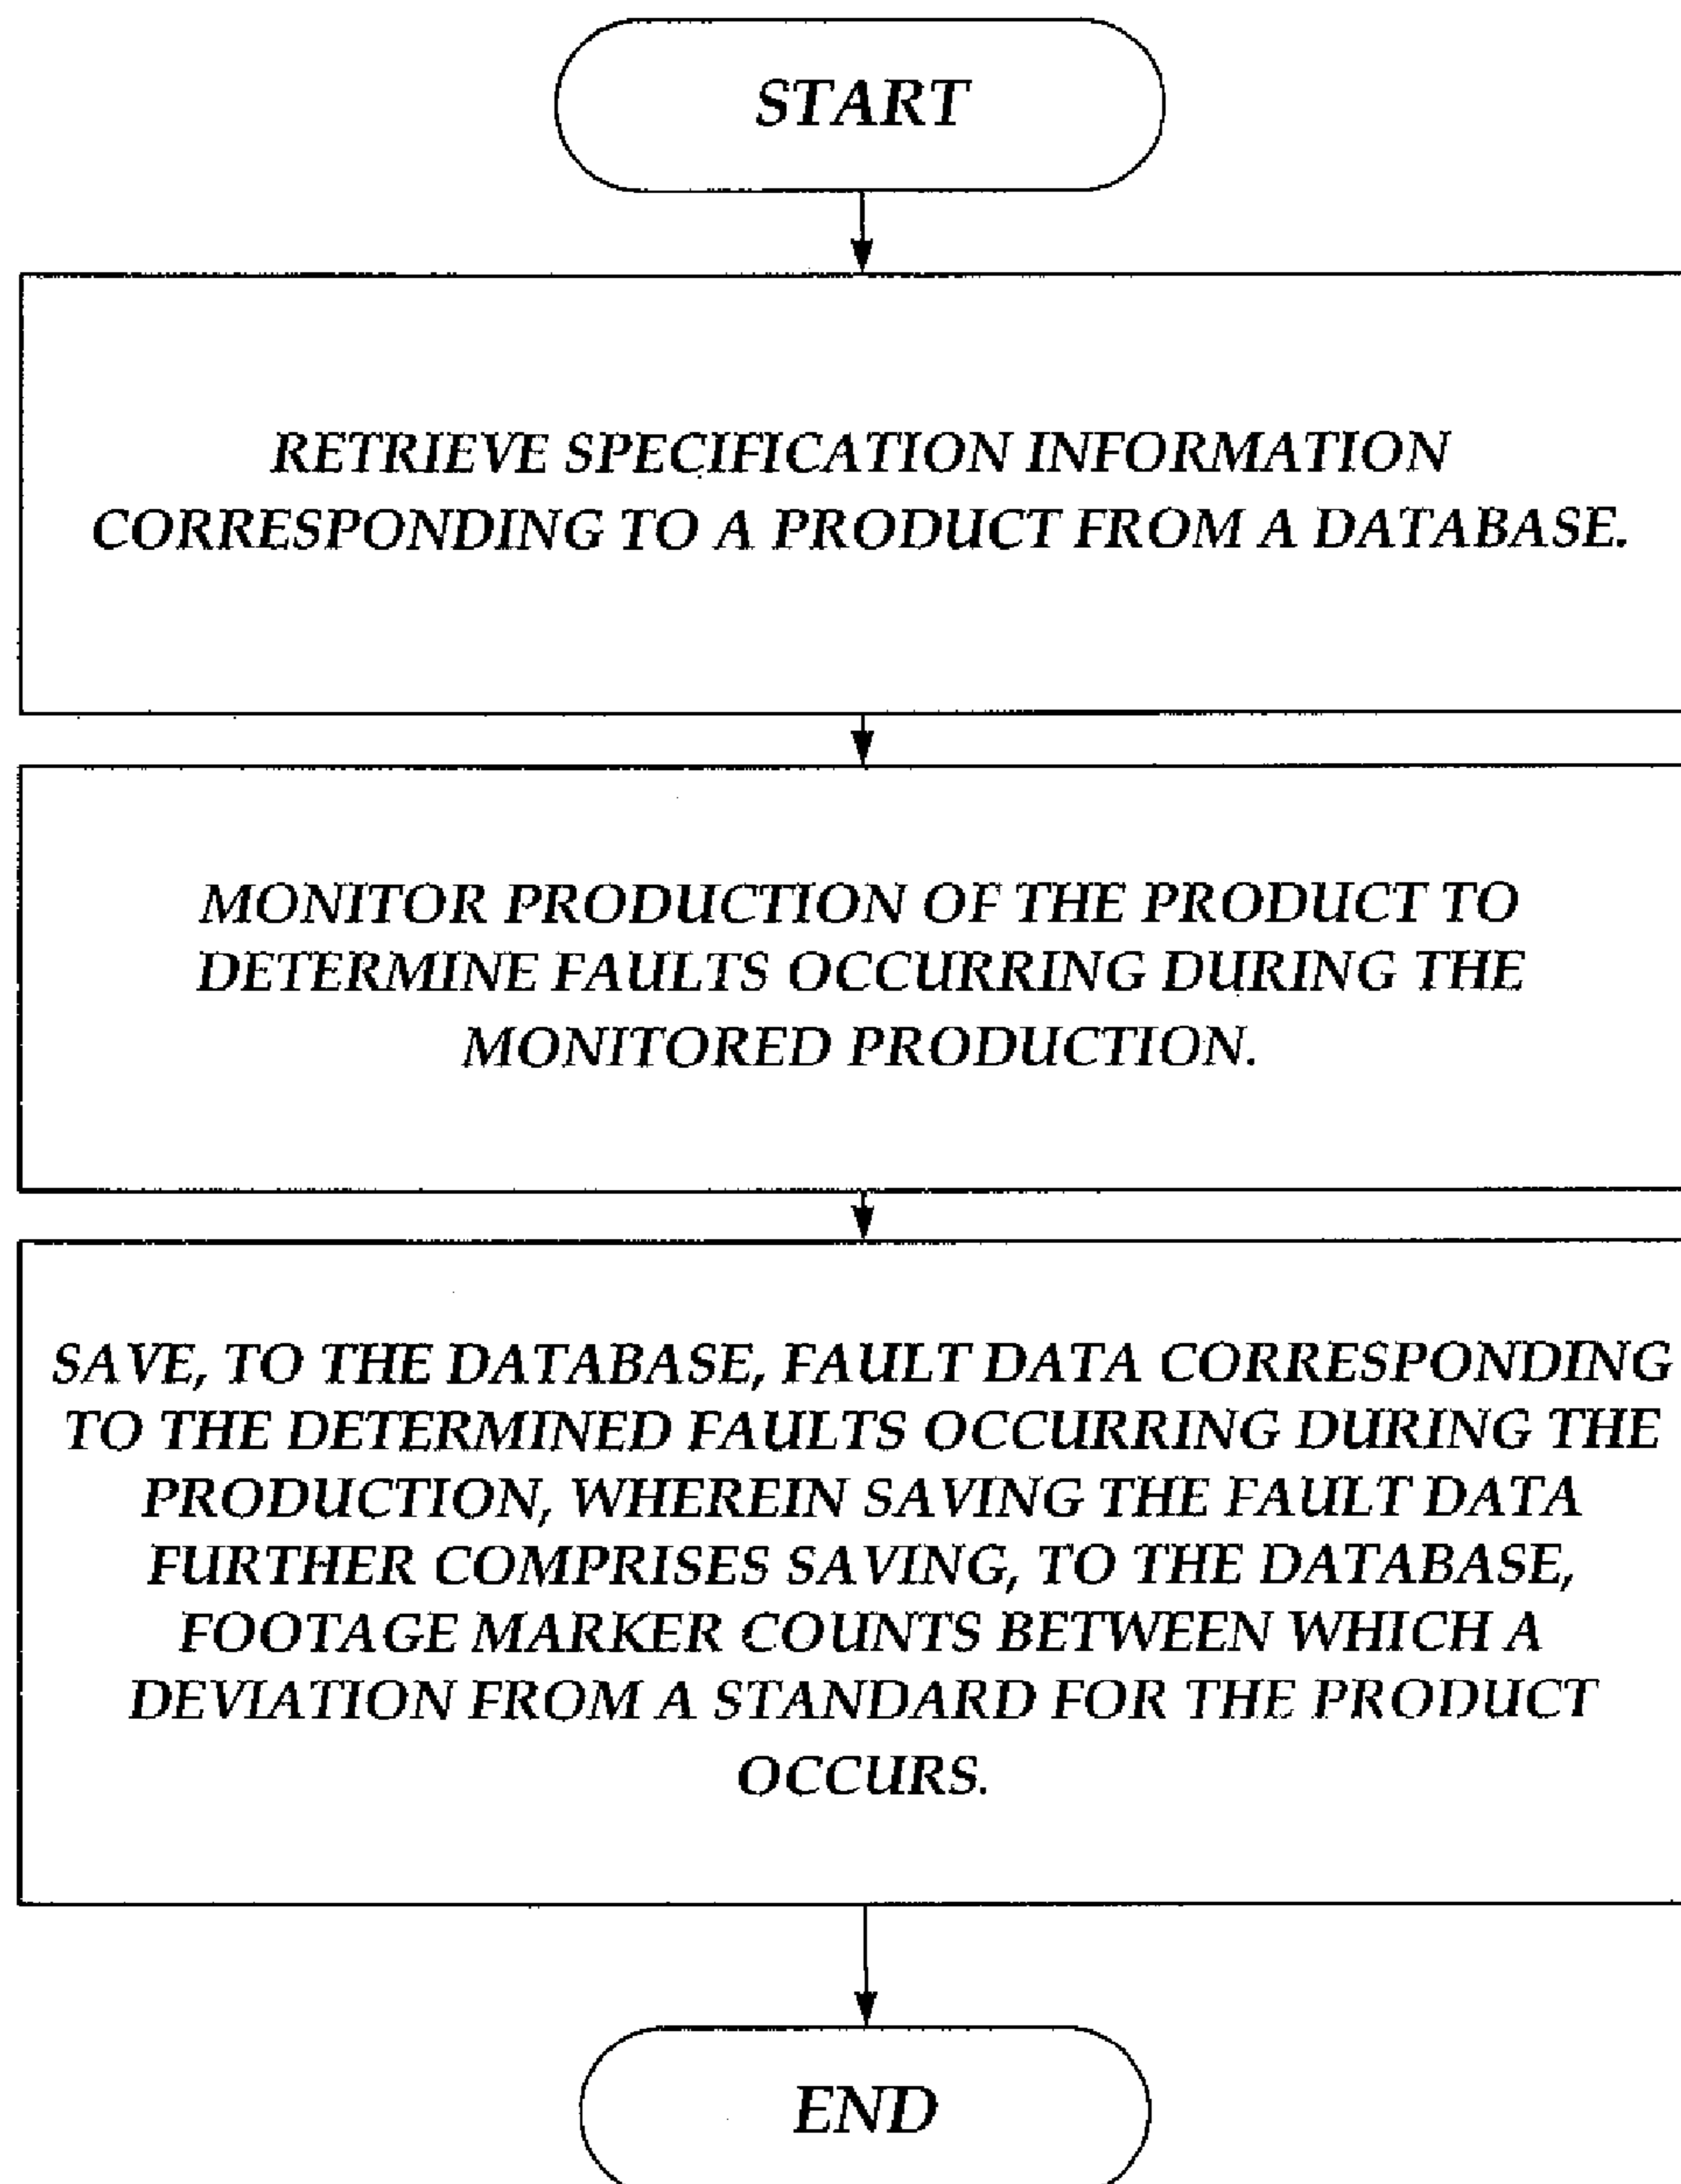 START
RETRIEVE SPECIFICATION INFORMATION
CORRESPONDING TO A PRODUCT FROM A DATABASE.
MONITOR PRODUCTION OF THE PRODUCT TO
DETERMINE FAULTS OCCURRING DURING THE
MONITORED PRODUCTION.
SAVE, TO THE DATABASE, FAULT DATA CORRESPONDING
TO THE DETERMINED FAULTS OCCURRING DURING THE
PRODUCTION, WHEREIN SAVING THE FAULT DATA
FURTHER COMPRISES SAVING, TO THE DATABASE,
FOOTAGE MARKER COUNTS BETWEEN WHICH A
DEVIATION FROM A STANDARD FOR THE PRODUCT
OCCURS.
END